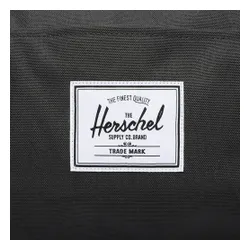 THE FINEST QUALITY
THE
Herschel
SUPPLY CO. BRAND
TRADE MARK